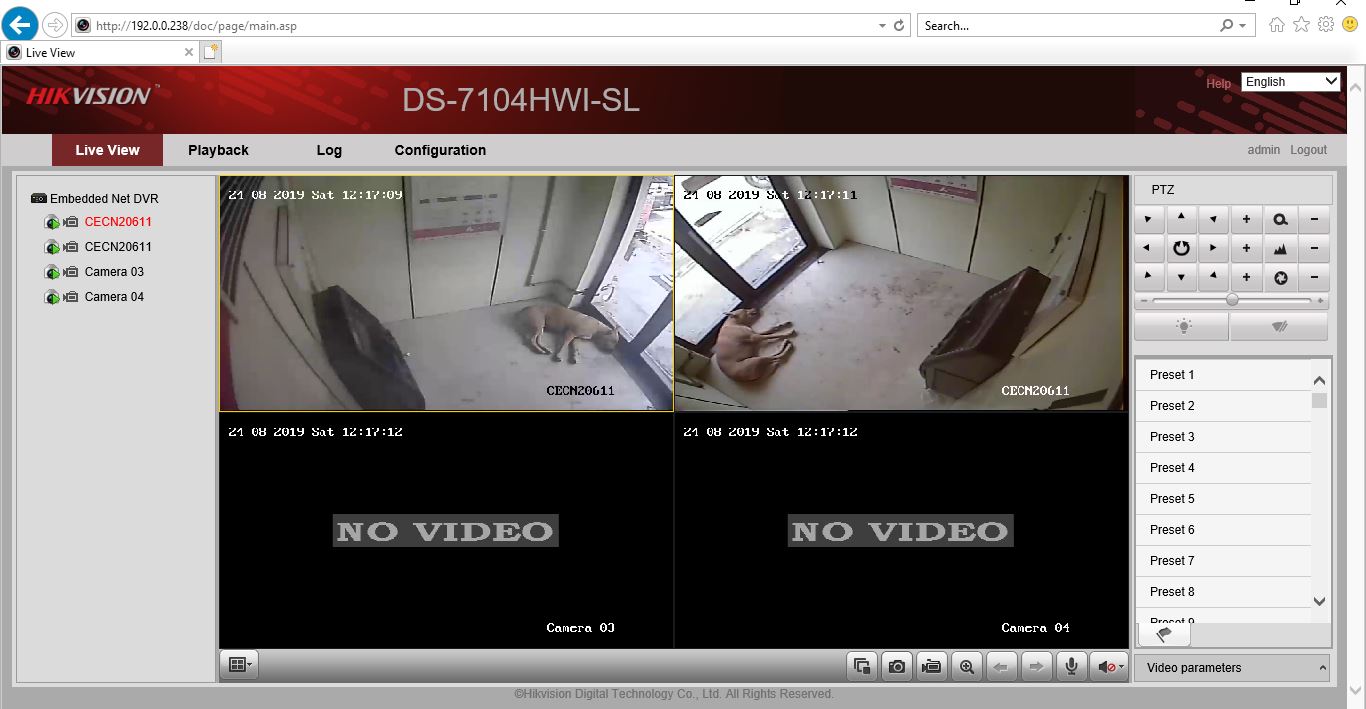 http://192.0.0.238/doc/page/main.asp
Search...
Live View
HIKVISION™
DS-7104HWI-SL
Help
English
Live View
Playback
Log
Configuration
admin
Logout
Embedded Net DVR
CECN20611
CECN20611
Camera 03
Camera 04
24 08 2019 Sat 12:17:09
CECN20611
24 08 2019 Sat 12:17:11
CECN20611
24 08 2019 Sat 12:17:12
NO VIDEO
Camera 03
24 08 2019 Sat 12:17:12
NO VIDEO
Camera 04
PTZ
Preset 1
Preset 2
Preset 3
Preset 4
Preset 5
Preset 6
Preset 7
Preset 8
Preset 9
Video parameters
©Hikvision Digital Technology Co., Ltd. All Rights Reserved.